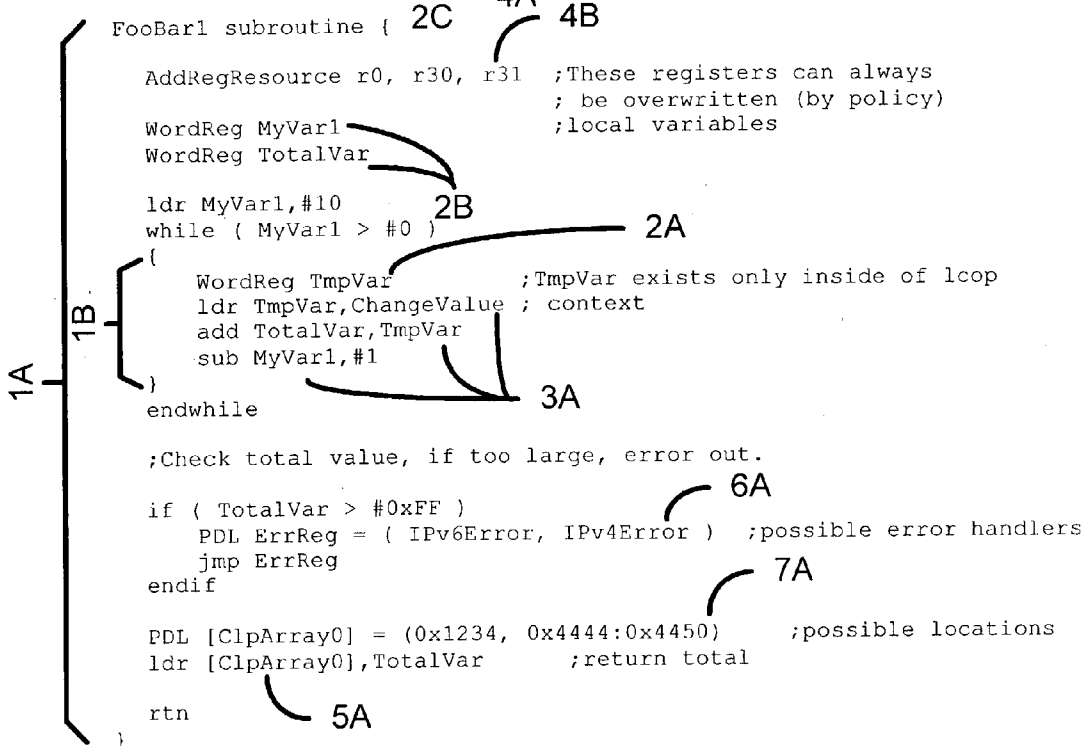 4A
FooBar1 subroutine { 2C 4B
AddRegResource r0, r30, r31 ;These registers can always
; be overwritten (by policy)
WordReg MyVar1 ;local variables
WordReg TotalVar
ldr MyVar1,#10 2B
while ( MyVar1 > #0 ) 2A
{
WordReg TmpVar ;TmpVar exists only inside of lcop
ldr TmpVar,ChangeValue ; context
1B
add TotalVar,TmpVar
sub MyVar1,#1
1A
} 3A
endwhile
;Check total value, if too large, error out.
6A
if ( TotalVar > #0xFF )
PDL ErrReg = ( IPv6Error, IPv4Error ) ;possible error handlers
jmp ErrReg 7A
endif
PDL [ClpArray0] = (0x1234, 0x4444:0x4450) ;possible locations
ldr [ClpArray0],TotalVar ;return total
rtn 5A
}